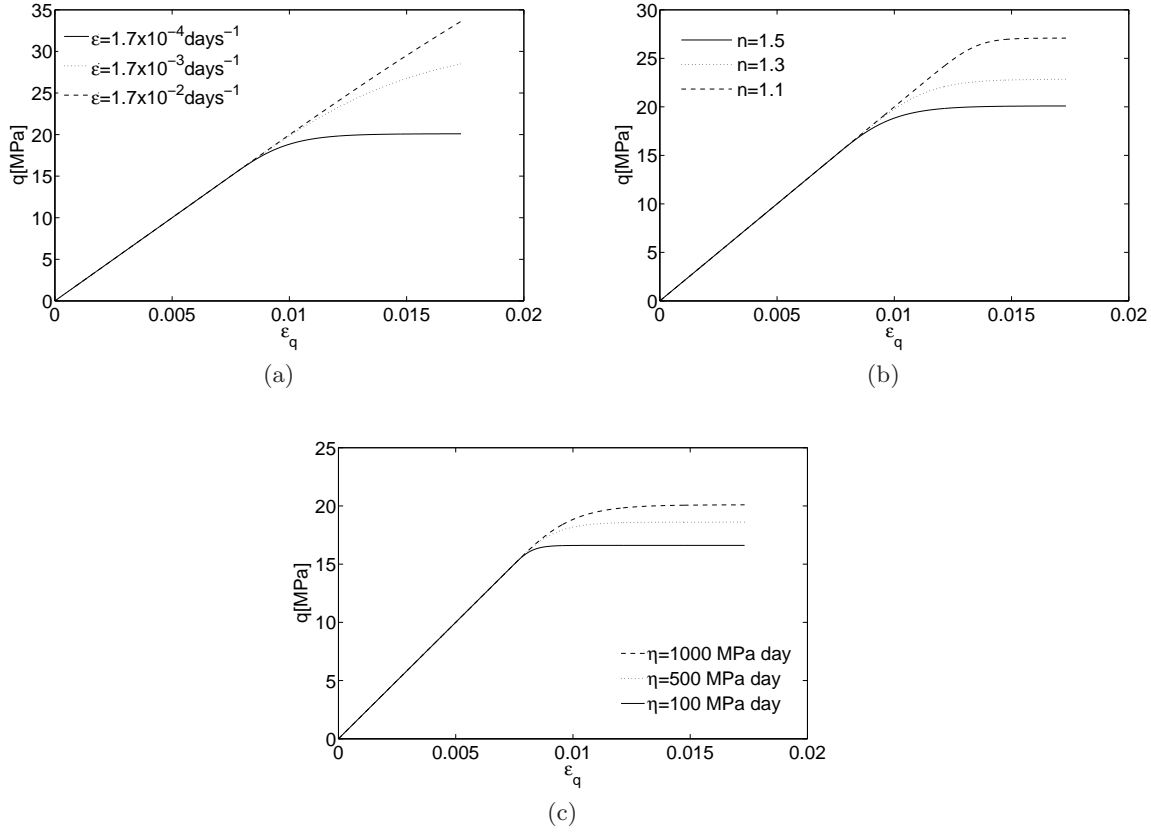 35
30
25
20
15
10
5
0
q[MPa]
ε̇=1.7x10⁻⁴days⁻¹
ε̇=1.7x10⁻³days⁻¹
ε̇=1.7x10⁻²days⁻¹
0 0.005 0.01 0.015 0.02
ε_q
(a)
30
25
20
15
10
5
0
q[MPa]
n=1.5
n=1.3
n=1.1
0 0.005 0.01 0.015 0.02
ε_q
(b)
25
20
15
10
5
0
q[MPa]
η=1000 MPa day
η=500 MPa day
η=100 MPa day
0 0.005 0.01 0.015 0.02
ε_q
(c)